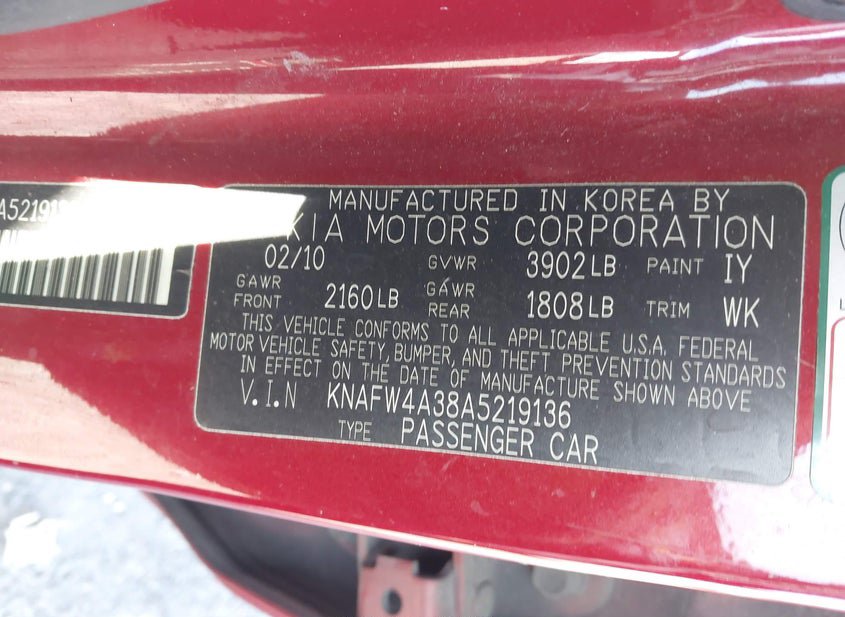 A52191
MANUFACTURED IN KOREA BY
KIA MOTORS CORPORATION
02/10 GVWR 3902LB PAINT IY
GAWR FRONT 2160LB GAWR REAR 1808LB TRIM WK
THIS VEHICLE CONFORMS TO ALL APPLICABLE U.S.A. FEDERAL
MOTOR VEHICLE SAFETY, BUMPER, AND THEFT PREVENTION STANDARDS
IN EFFECT ON THE DATE OF MANUFACTURE SHOWN ABOVE
V.I.N KNAFW4A38A5219136
TYPE PASSENGER CAR